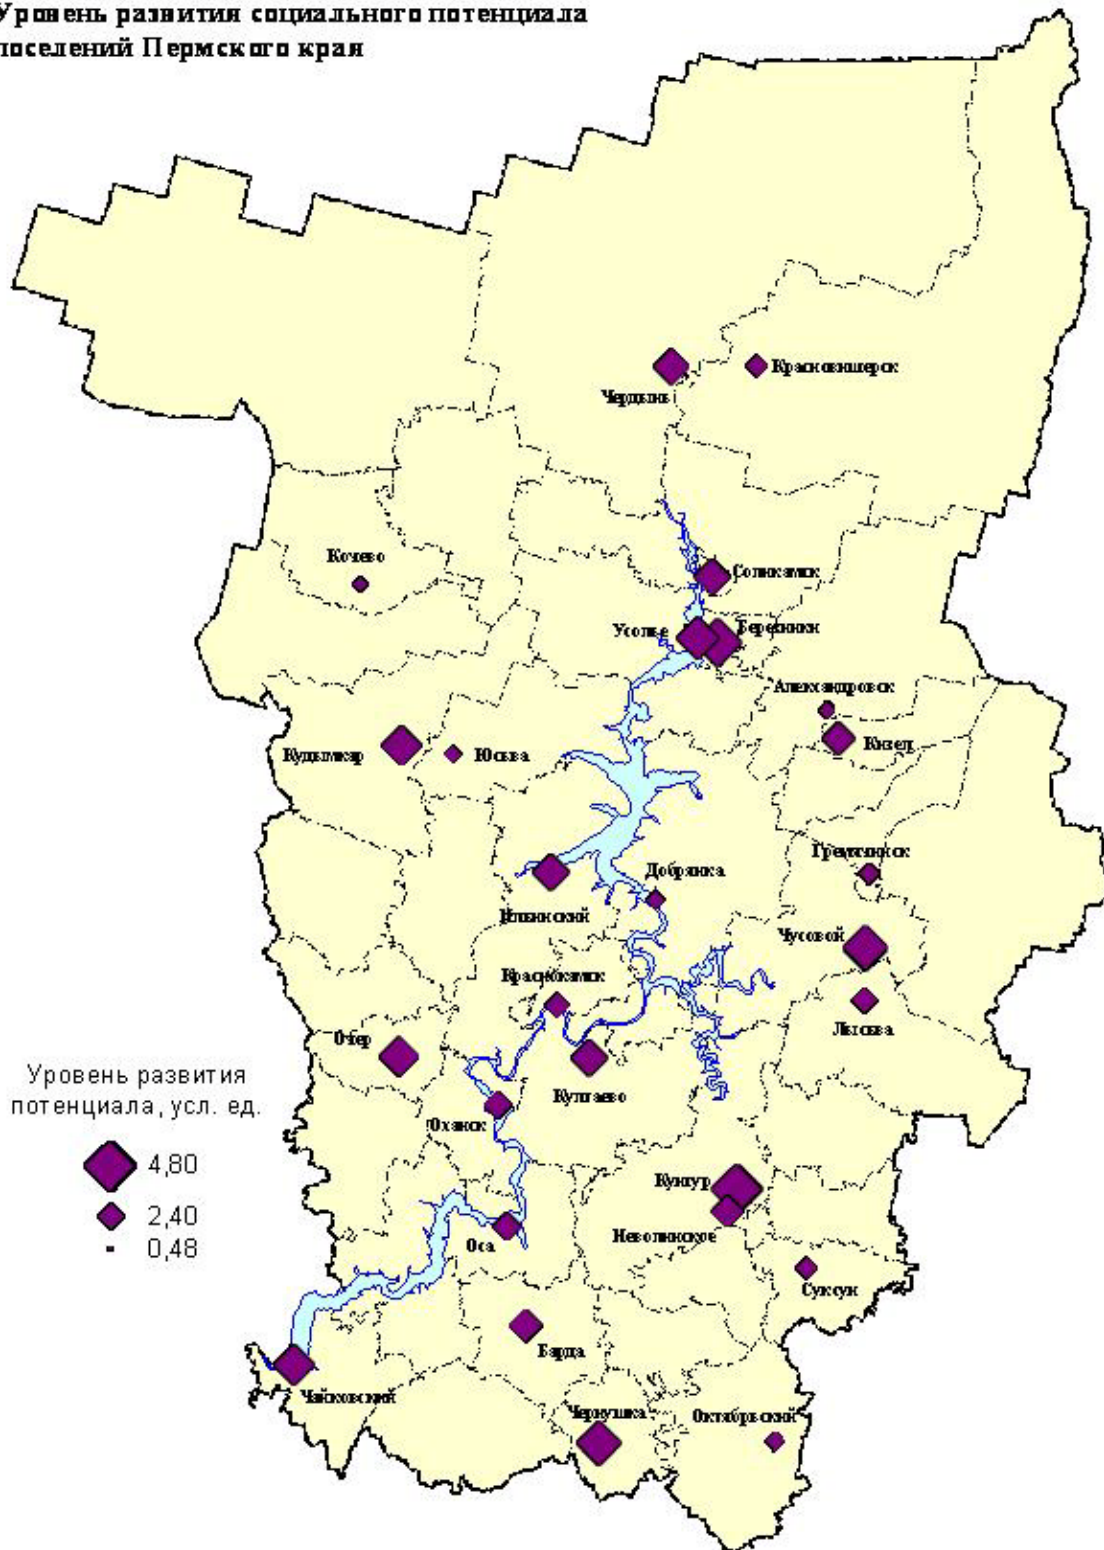 Уровень развития социального потенциала
поселений Пермского края
Чердынь
Красновишерск
Кочево
Соликамск
Усолье
Березники
Александровск
Кизел
Кудымкар
Юсьва
Гремячинск
Добрянка
Ильинский
Чусовой
Краснокамск
Лысьва
Очер
Култаево
Оханск
Уровень развития
потенциала, усл. ед.
4,80
2,40
0,48
Кунгур
Неволинское
Оса
Суксун
Барда
Чайковский
Чернушка
Октябрьский